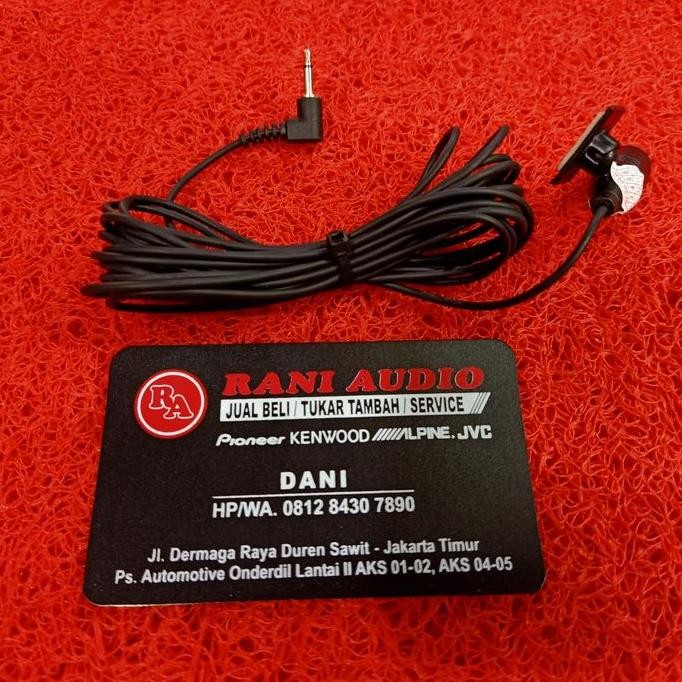 RA
RANI AUDIO
JUAL BELI / TUKAR TAMBAH / SERVICE
Pioneer KENWOOD ALPINE. JVC
DANI
HP/WA. 0812 8430 7890
Jl. Dermaga Raya Duren Sawit - Jakarta Timur
Ps. Automotive Onderdil Lantai II AKS 01-02, AKS 04-05